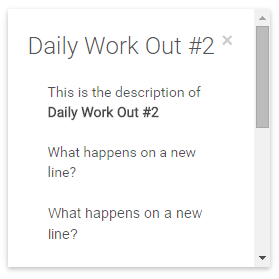 Daily Work Out #2 ×
This is the description of
Daily Work Out #2
What happens on a new
line?
What happens on a new
line?